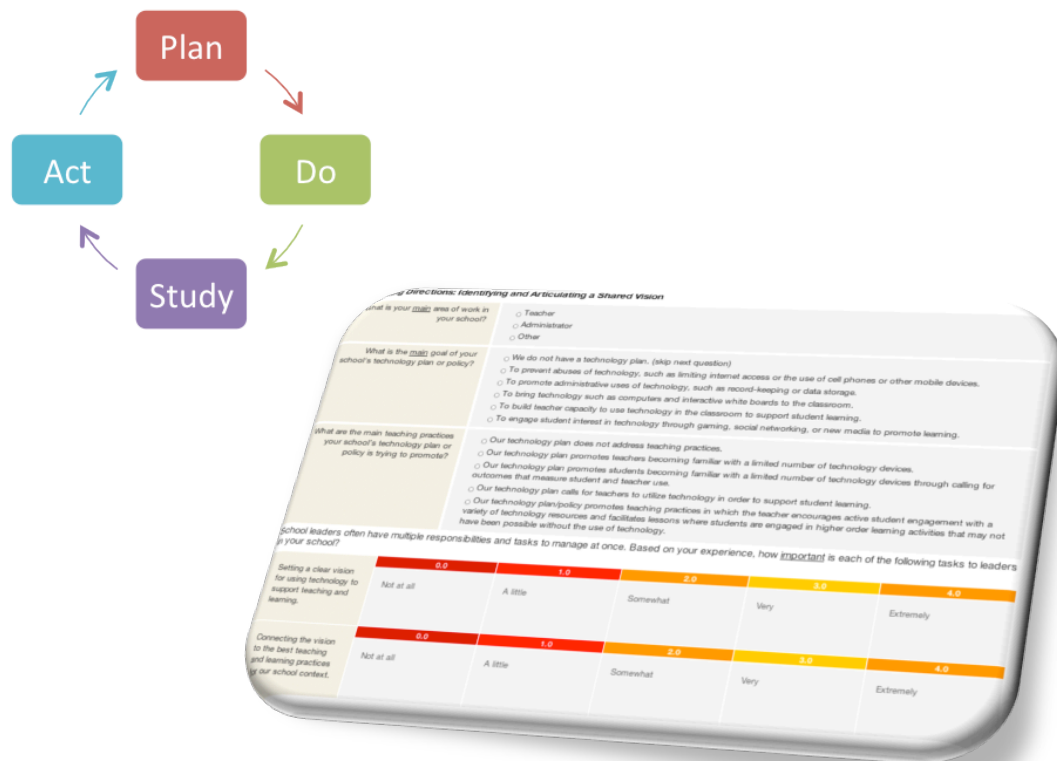 Plan
Act
Do
Study
Directions: Identifying and Articulating a Shared Vision
What is your main area of work in
your school?
○ Teacher
○ Administrator
○ Other
What is the main goal of your
school's technology plan or policy?
○ We do not have a technology plan. (skip next question)
○ To prevent abuses of technology, such as limiting internet access or the use of cell phones or other mobile devices.
○ To promote administrative uses of technology, such as record-keeping or data storage.
○ To bring technology such as computers and interactive white boards to the classroom.
○ To build teacher capacity to use technology in the classroom to support student learning.
○ To engage student interest in technology through gaming, social networking, or new media to promote learning.
What are the main teaching practices
your school's technology plan or
policy is trying to promote?
○ Our technology plan does not address teaching practices.
○ Our technology plan promotes teachers becoming familiar with a limited number of technology devices.
○ Our technology plan promotes students becoming familiar with a limited number of technology devices through calling for
outcomes that measure student and teacher use.
○ Our technology plan calls for teachers to utilize technology in order to support student learning.
○ Our technology plan/policy promotes teaching practices in which the teacher encourages active student engagement with a
variety of technology resources and facilitates lessons where students are engaged in higher order learning activities that may not
have been possible without the use of technology.
School leaders often have multiple responsibilities and tasks to manage at once. Based on your experience, how important is each of the following tasks to leaders
your school?
Setting a clear vision
for using technology to
support teaching and
learning.
0.0 1.0 2.0 3.0 4.0
Not at all A little Somewhat Very Extremely
Connecting the vision
to the best teaching
and learning practices
our school context.
0.0 1.0 2.0 3.0 4.0
Not at all A little Somewhat Very Extremely